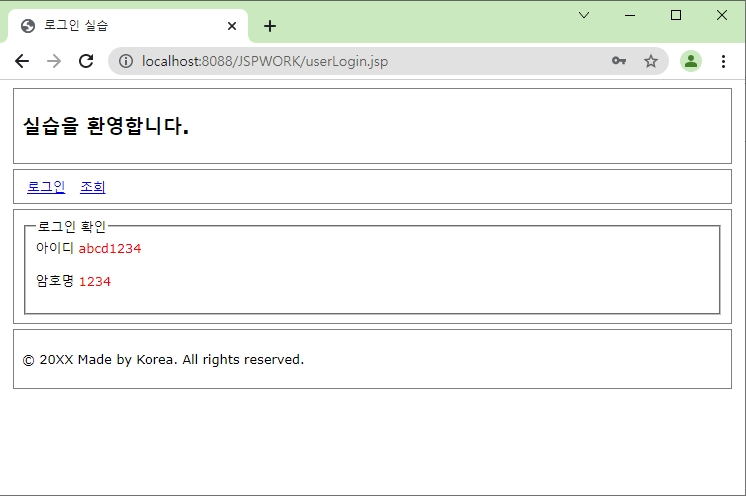 로그인 실습
localhost:8088/JSPWORK/userLogin.jsp
실습을 환영합니다.
로그인 조회
로그인 확인
아이디 abcd1234
암호명 1234
© 20XX Made by Korea. All rights reserved.